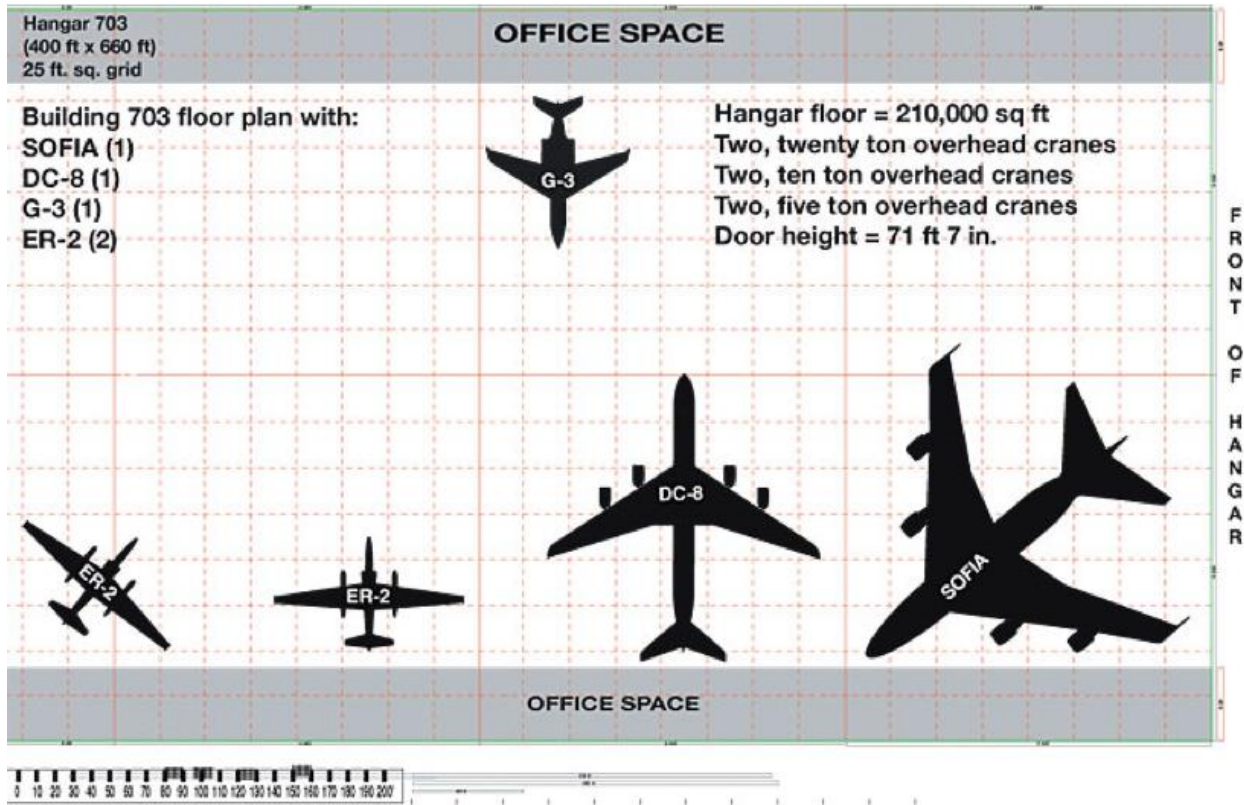 Hangar 703
(400 ft x 660 ft)
25 ft. sq. grid
OFFICE SPACE
Building 703 floor plan with:
SOFIA (1)
DC-8 (1)
G-3 (1)
ER-2 (2)
G-3
Hangar floor = 210,000 sq ft
Two, twenty ton overhead cranes
Two, ten ton overhead cranes
Two, five ton overhead cranes
Door height = 71 ft 7 in.
FRONT OF HANGAR
DC-8
SOFIA
ER-2
ER-2
OFFICE SPACE
0 10 20 30 40 50 60 70 80 90 100 110 120 130 140 150 160 170 180 190 200'